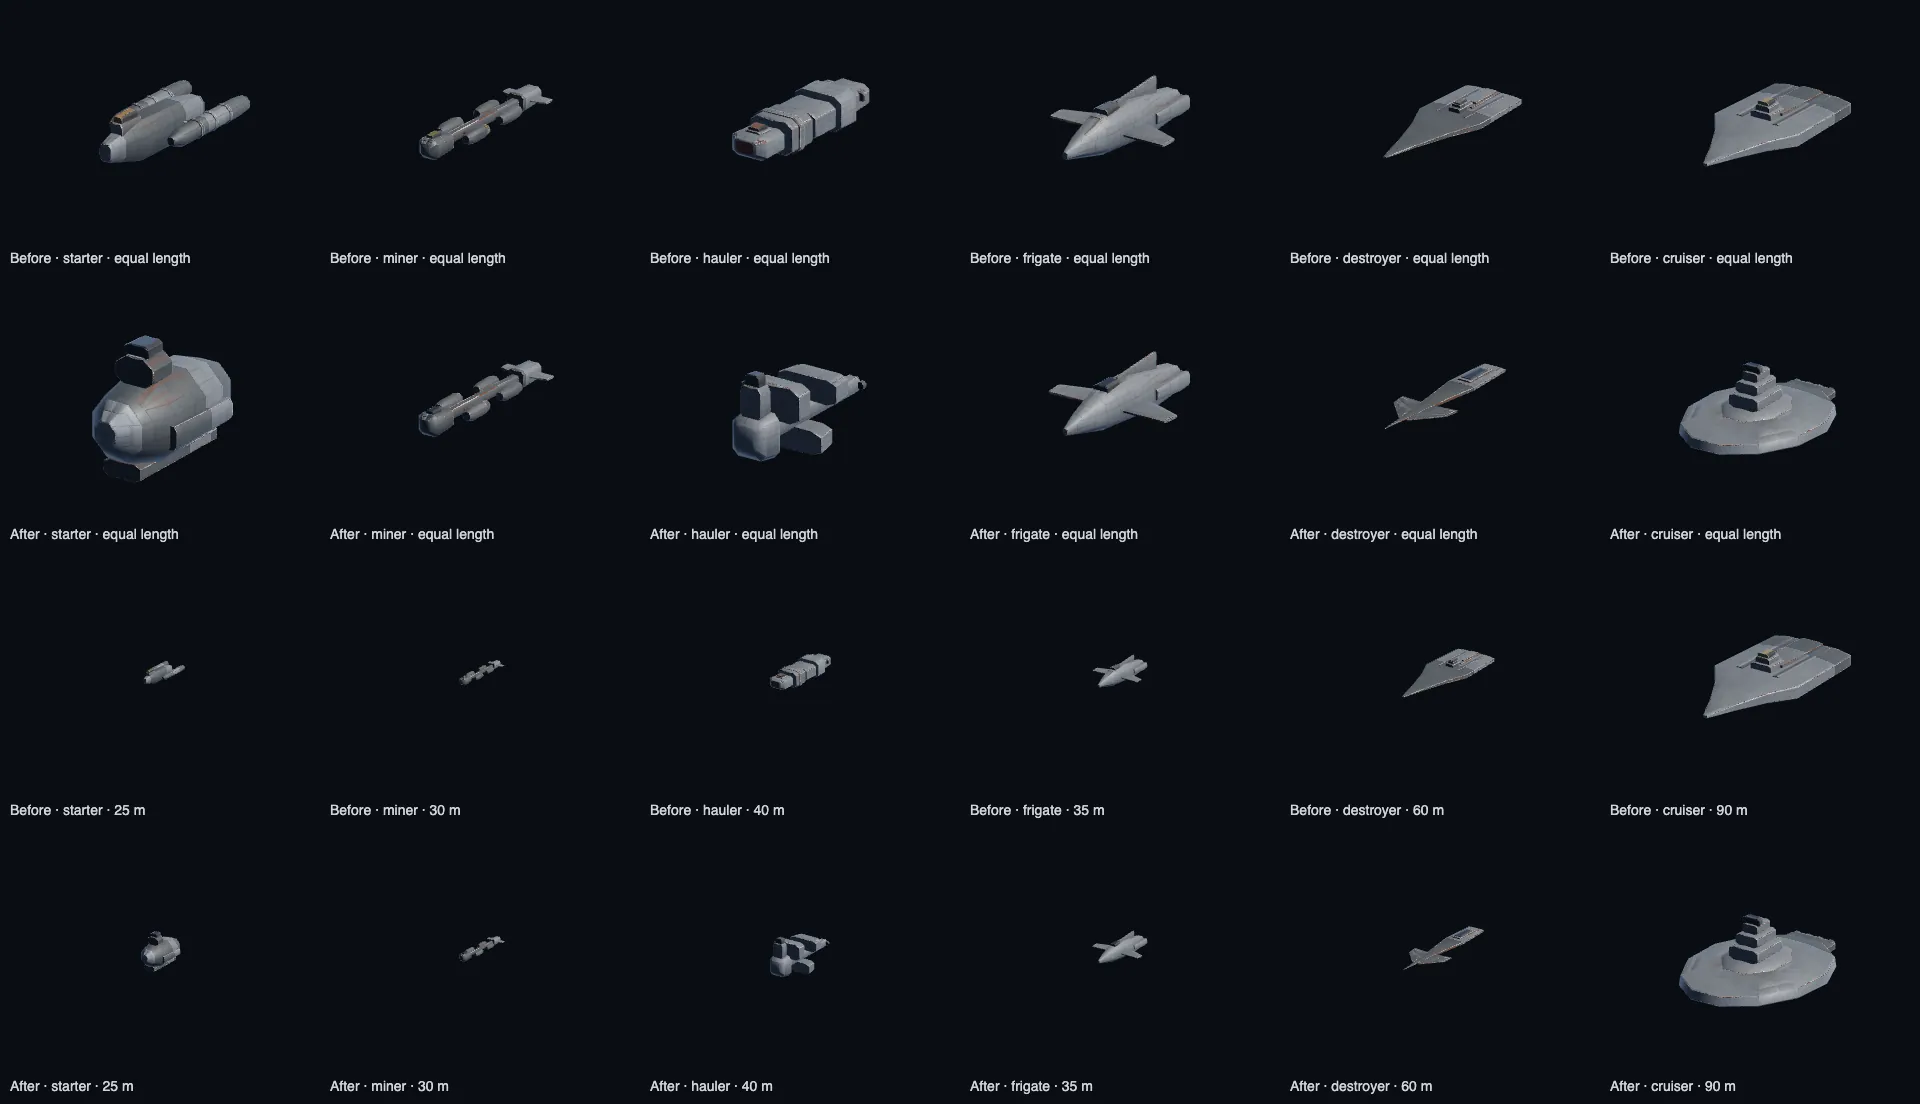 Before · starter · equal length
Before · miner · equal length
Before · hauler · equal length
Before · frigate · equal length
Before · destroyer · equal length
Before · cruiser · equal length
After · starter · equal length
After · miner · equal length
After · hauler · equal length
After · frigate · equal length
After · destroyer · equal length
After · cruiser · equal length
Before · starter · 25 m
Before · miner · 30 m
Before · hauler · 40 m
Before · frigate · 35 m
Before · destroyer · 60 m
Before · cruiser · 90 m
After · starter · 25 m
After · miner · 30 m
After · hauler · 40 m
After · frigate · 35 m
After · destroyer · 60 m
After · cruiser · 90 m